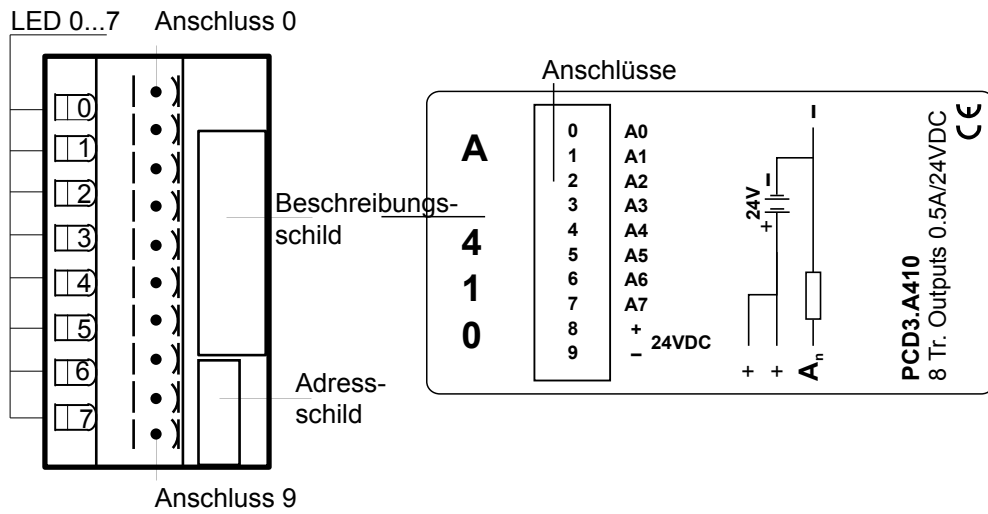 LED 0...7
Anschluss 0
0
1
2
3
4
5
6
7
Beschreibungs-
schild
Adress-
schild
Anschluss 9
Anschlüsse
A
4
1
0
0 A0
1 A1
2 A2
3 A3
4 A4
5 A5
6 A6
7 A7
8 +
9 –
24VDC
24V
–
+
–
+ + An
PCD3.A410
8 Tr. Outputs 0.5A/24VDC
CE